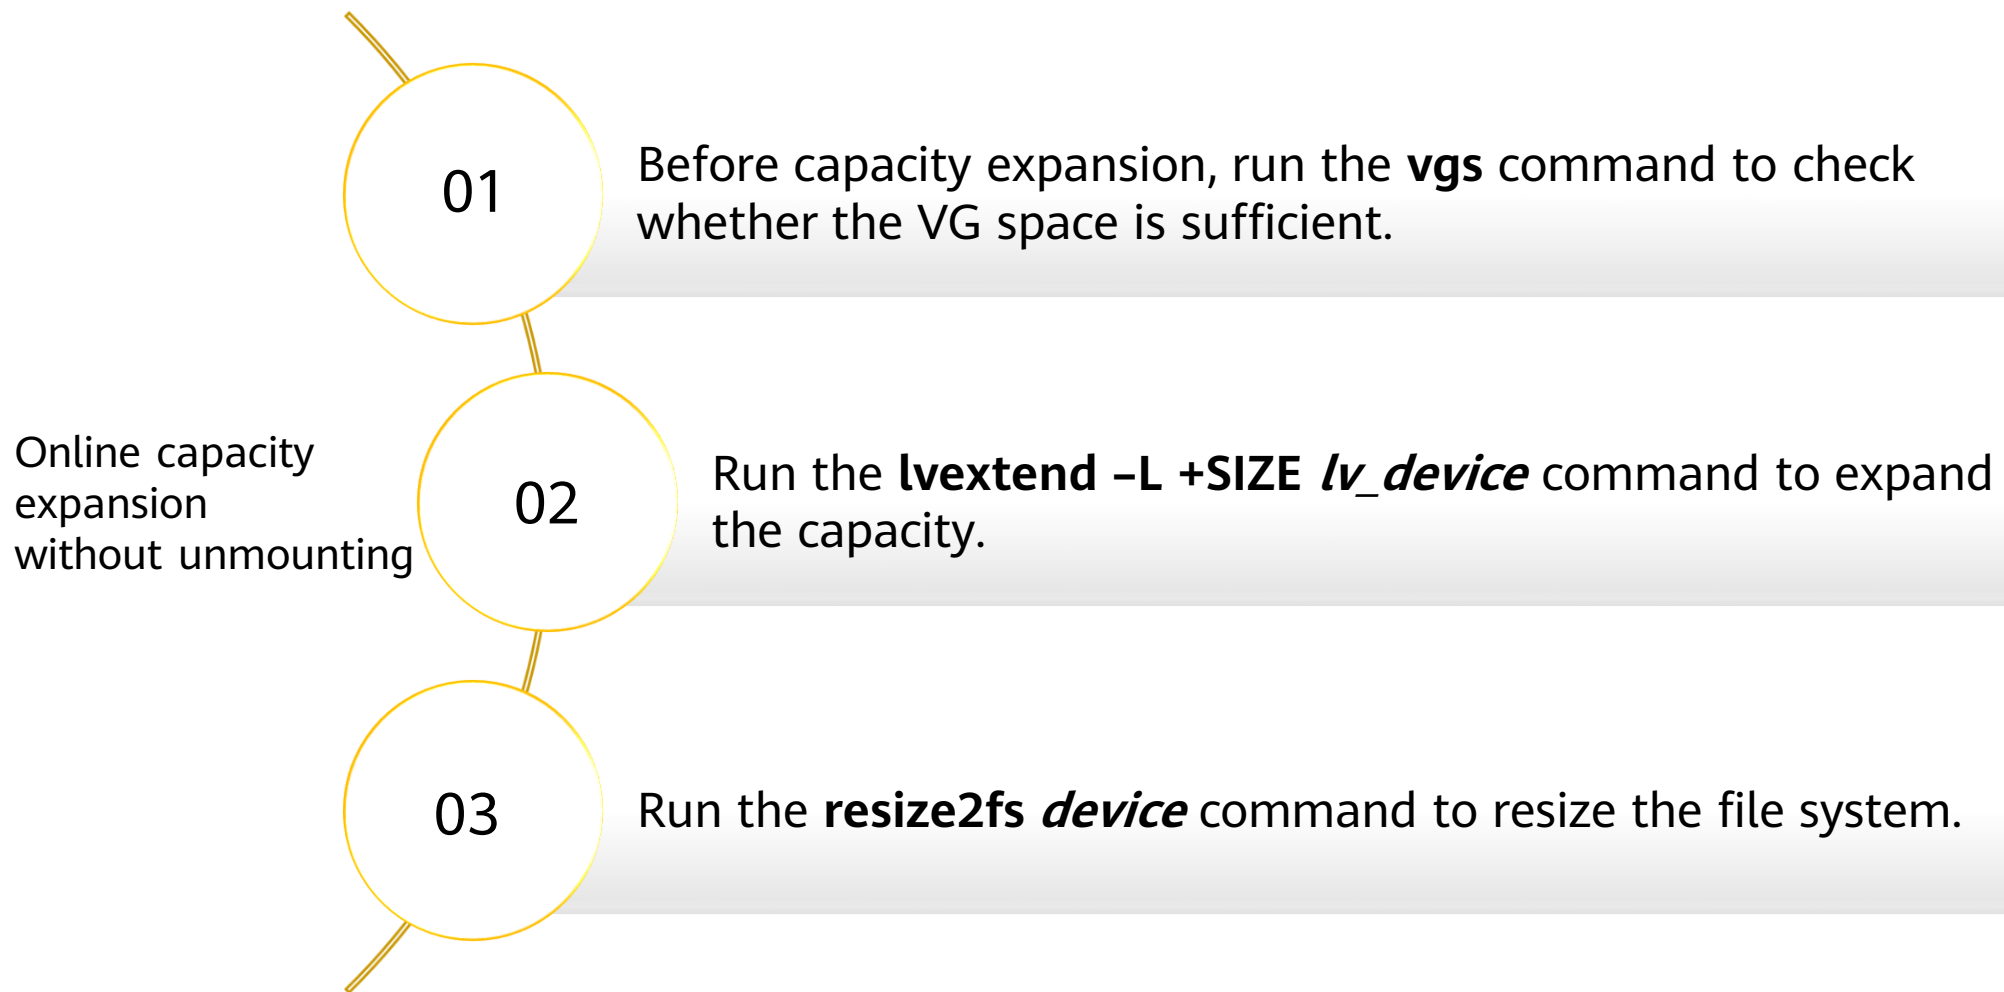 01
Before capacity expansion, run the vgs command to check
whether the VG space is sufficient.
Online capacity
expansion
without unmounting
02
Run the lvextend –L +SIZE lv_device command to expand
the capacity.
03
Run the resize2fs device command to resize the file system.